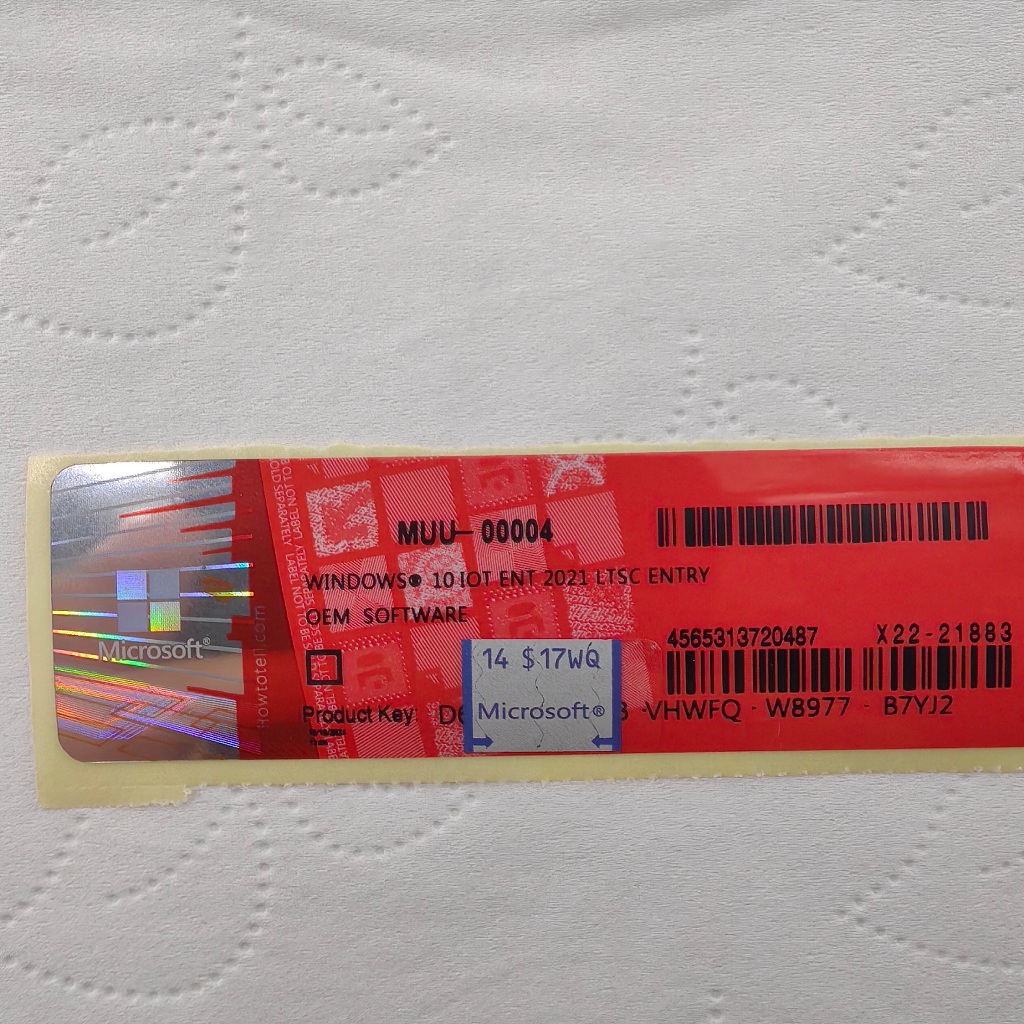 MUU-00004
WINDOWS® 10 IOT ENT 2021 LTSC ENTRY
OEM SOFTWARE
4565313720487
X22-21883
14 $17WQ
Microsoft®
Product Key: D6 -VHWFQ - W8977 - B7YJ2
Microsoft®
Howtotell.com